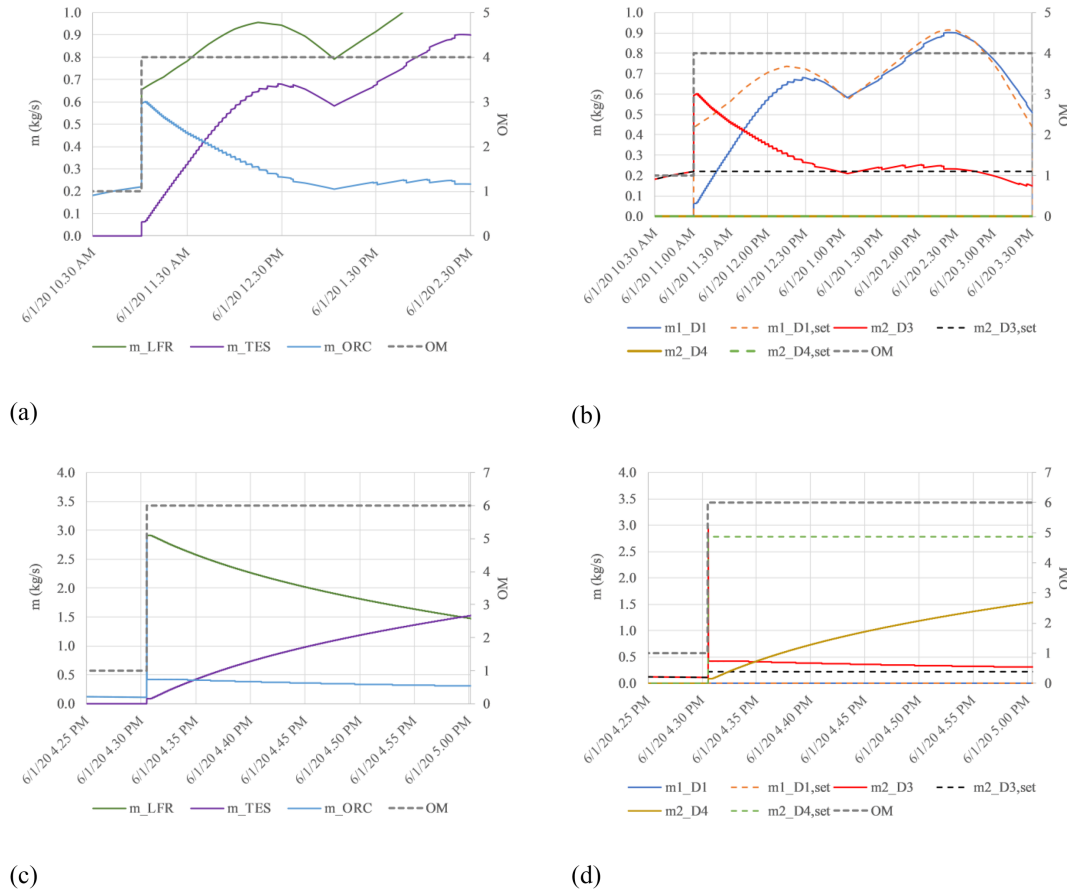 1.0
0.9
0.8
0.7
0.6
0.5
0.4
0.3
0.2
0.1
0.0
m (kg/s)
5
4
3
2
1
0
OM
6/1/20 10.30 AM
6/1/20 11.30 AM
6/1/20 12.30 PM
6/1/20 1.30 PM
6/1/20 2.30 PM
m_LFR m_TES m_ORC OM
(a)
1.0
0.9
0.8
0.7
0.6
0.5
0.4
0.3
0.2
0.1
0.0
m (kg/s)
5
4
3
2
1
0
OM
6/1/20 10.30 AM
6/1/20 11.00 AM
6/1/20 11.30 AM
6/1/20 12.00 PM
6/1/20 12.30 PM
6/1/20 1.00 PM
6/1/20 1.30 PM
6/1/20 2.00 PM
6/1/20 2.30 PM
6/1/20 3.00 PM
6/1/20 3.30 PM
m1_D1 m1_D1,set m2_D3 m2_D3,set
m2_D4 m2_D4,set OM
(b)
4.0
3.5
3.0
2.5
2.0
1.5
1.0
0.5
0.0
m (kg/s)
7
6
5
4
3
2
1
0
OM
6/1/20 4.25 PM
6/1/20 4.30 PM
6/1/20 4.35 PM
6/1/20 4.40 PM
6/1/20 4.45 PM
6/1/20 4.50 PM
6/1/20 4.55 PM
6/1/20 5.00 PM
m_LFR m_TES m_ORC OM
(c)
4.0
3.5
3.0
2.5
2.0
1.5
1.0
0.5
0.0
m (kg/s)
7
6
5
4
3
2
1
0
OM
6/1/20 4.25 PM
6/1/20 4.30 PM
6/1/20 4.35 PM
6/1/20 4.40 PM
6/1/20 4.45 PM
6/1/20 4.50 PM
6/1/20 4.55 PM
6/1/20 5.00 PM
m1_D1 m1_D1,set m2_D3 m2_D3,set
m2_D4 m2_D4,set OM
(d)